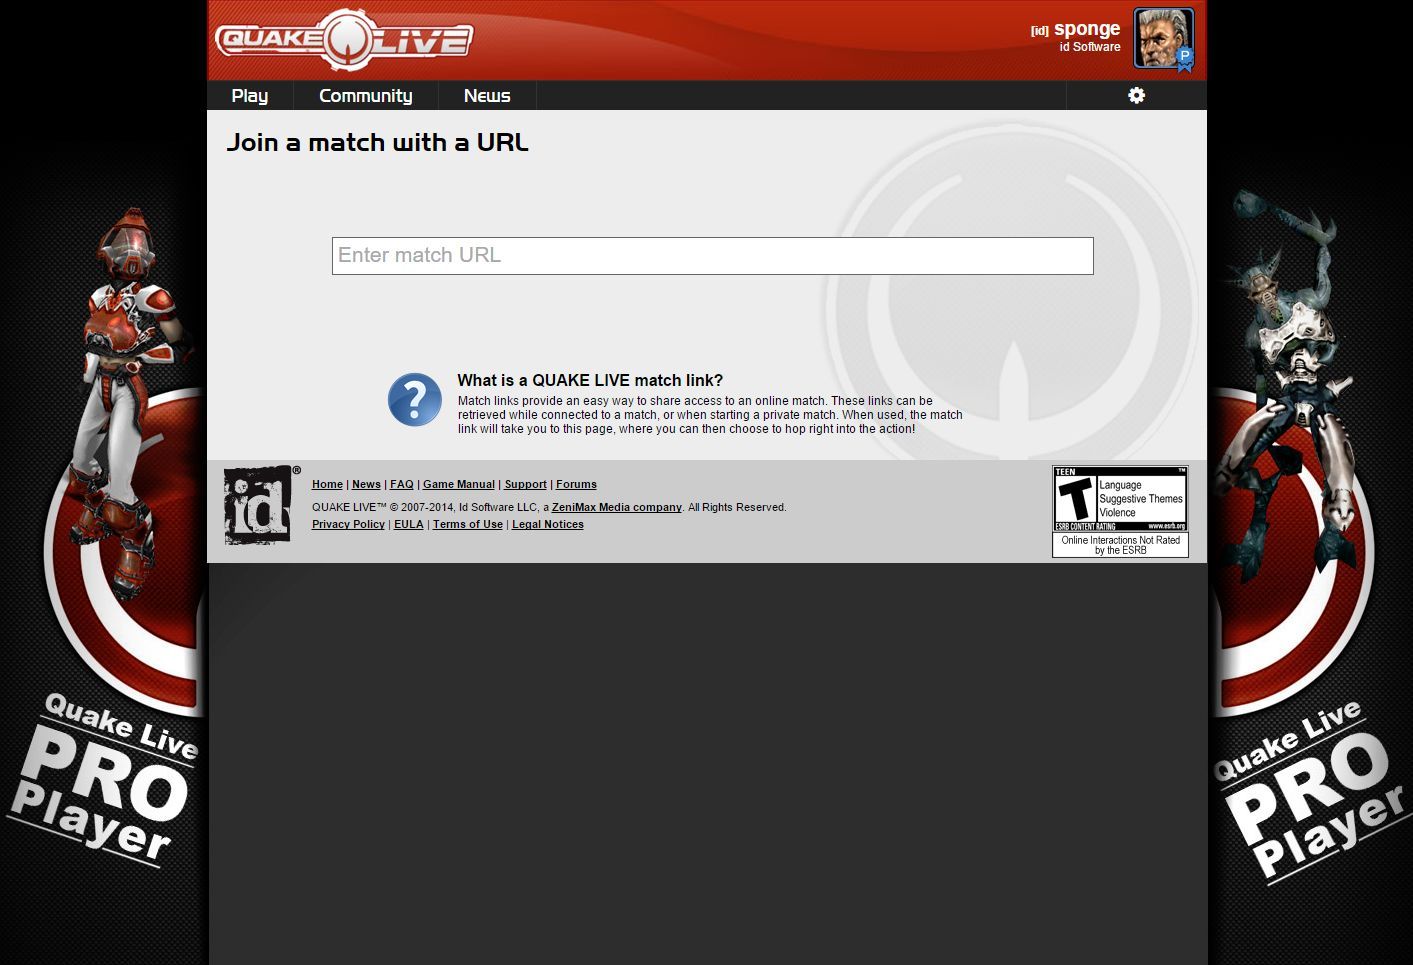 QUAKE LIVE
[id] sponge
id Software
P
Play
Community
News
Join a match with a URL
Enter match URL
?
What is a QUAKE LIVE match link?
Match links provide an easy way to share access to an online match. These links can be
retrieved while connected to a match, or when starting a private match. When used, the match
link will take you to this page, where you can then choose to hop right into the action!
id®
Home | News | FAQ | Game Manual | Support | Forums
QUAKE LIVE™ © 2007-2014, Id Software LLC, a ZeniMax Media company. All Rights Reserved.
Privacy Policy | EULA | Terms of Use | Legal Notices
TEEN ™
T
Language
Suggestive Themes
Violence
ESRB CONTENT RATING www.esrb.org
Online Interactions Not Rated
by the ESRB
Quake Live
PRO
Player
Quake Live
PRO
Player